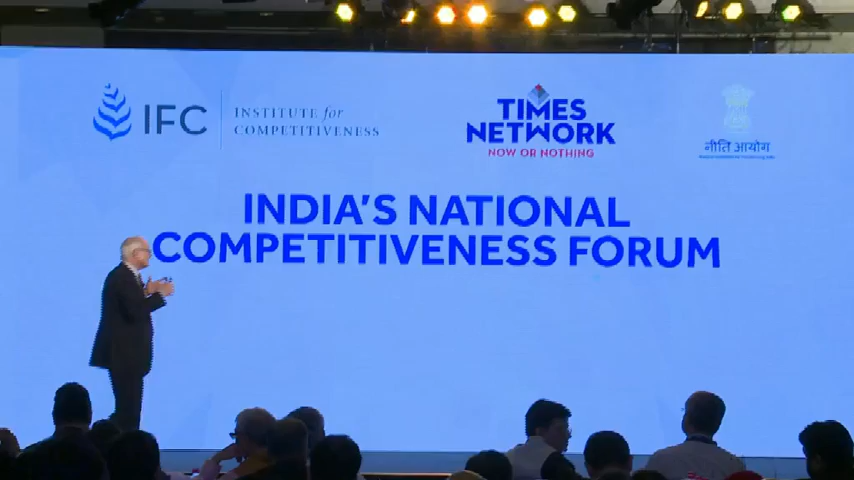 IFC
INSTITUTE for
COMPETITIVENESS
TIMES
NETWORK
NOW OR NOTHING
नीति आयोग
INDIA'S NATIONAL
COMPETITIVENESS FORUM